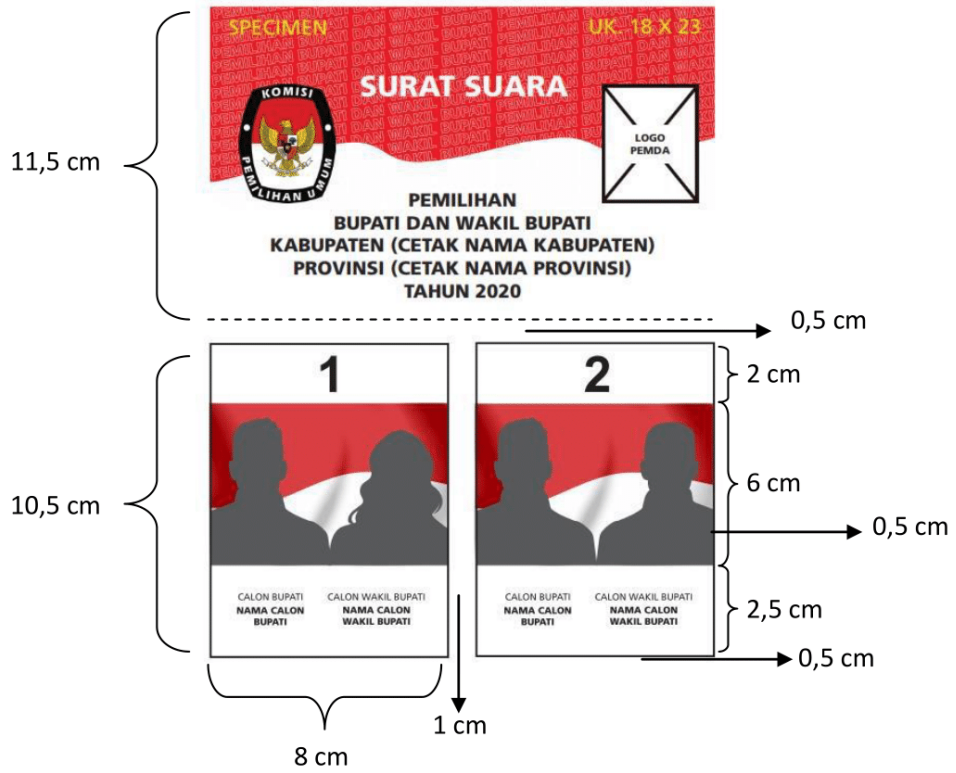 SPECIMEN
UK. 18 X 23
SURAT SUARA
KOMISI
PEMILIHAN UMUM
LOGO
PEMDA
11,5 cm
PEMILIHAN
BUPATI DAN WAKIL BUPATI
KABUPATEN (CETAK NAMA KABUPATEN)
PROVINSI (CETAK NAMA PROVINSI)
TAHUN 2020
0,5 cm
1
2
2 cm
10,5 cm
6 cm
0,5 cm
CALON BUPATI
NAMA CALON
BUPATI
CALON WAKIL BUPATI
NAMA CALON
WAKIL BUPATI
CALON BUPATI
NAMA CALON
BUPATI
CALON WAKIL BUPATI
NAMA CALON
WAKIL BUPATI
2,5 cm
0,5 cm
1 cm
8 cm